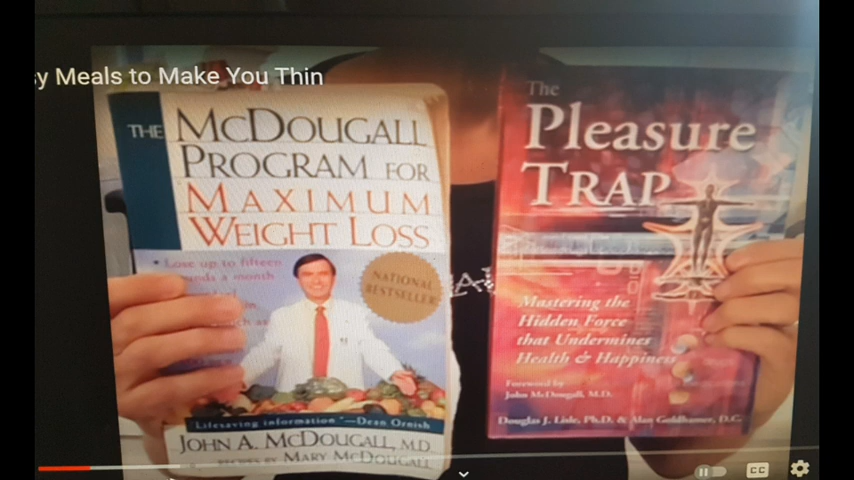 y Meals to Make You Thin
THE MCDOUGALL
PROGRAM FOR
MAXIMUM
WEIGHT LOSS
• Lose up to fifteen
a month
NATIONAL
BESTSELLER
"Lifesaving information."—Dean Ornish
JOHN A. MCDOUGALL, M.D.
RECIPES BY MARY MCDOUGALL
The
Pleasure
TRAP
Mastering the
Hidden Force
that Undermines
Health & Happiness
Foreword by
John McDougall, M.D.
Douglas J. Lisle, Ph.D. & Alan Goldhamer, D.C.
CC